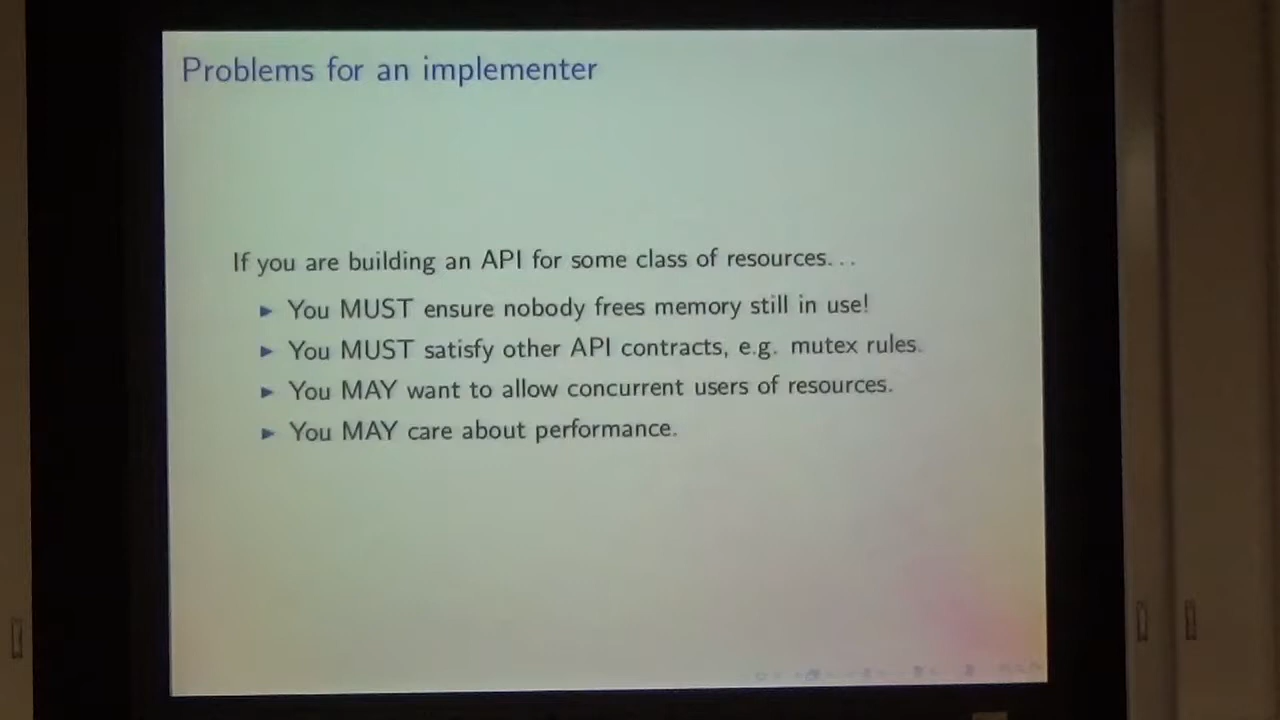 Problems for an implementer
If you are building an API for some class of resources...
▶ You MUST ensure nobody frees memory still in use!
▶ You MUST satisfy other API contracts, e.g. mutex rules.
▶ You MAY want to allow concurrent users of resources.
▶ You MAY care about performance.